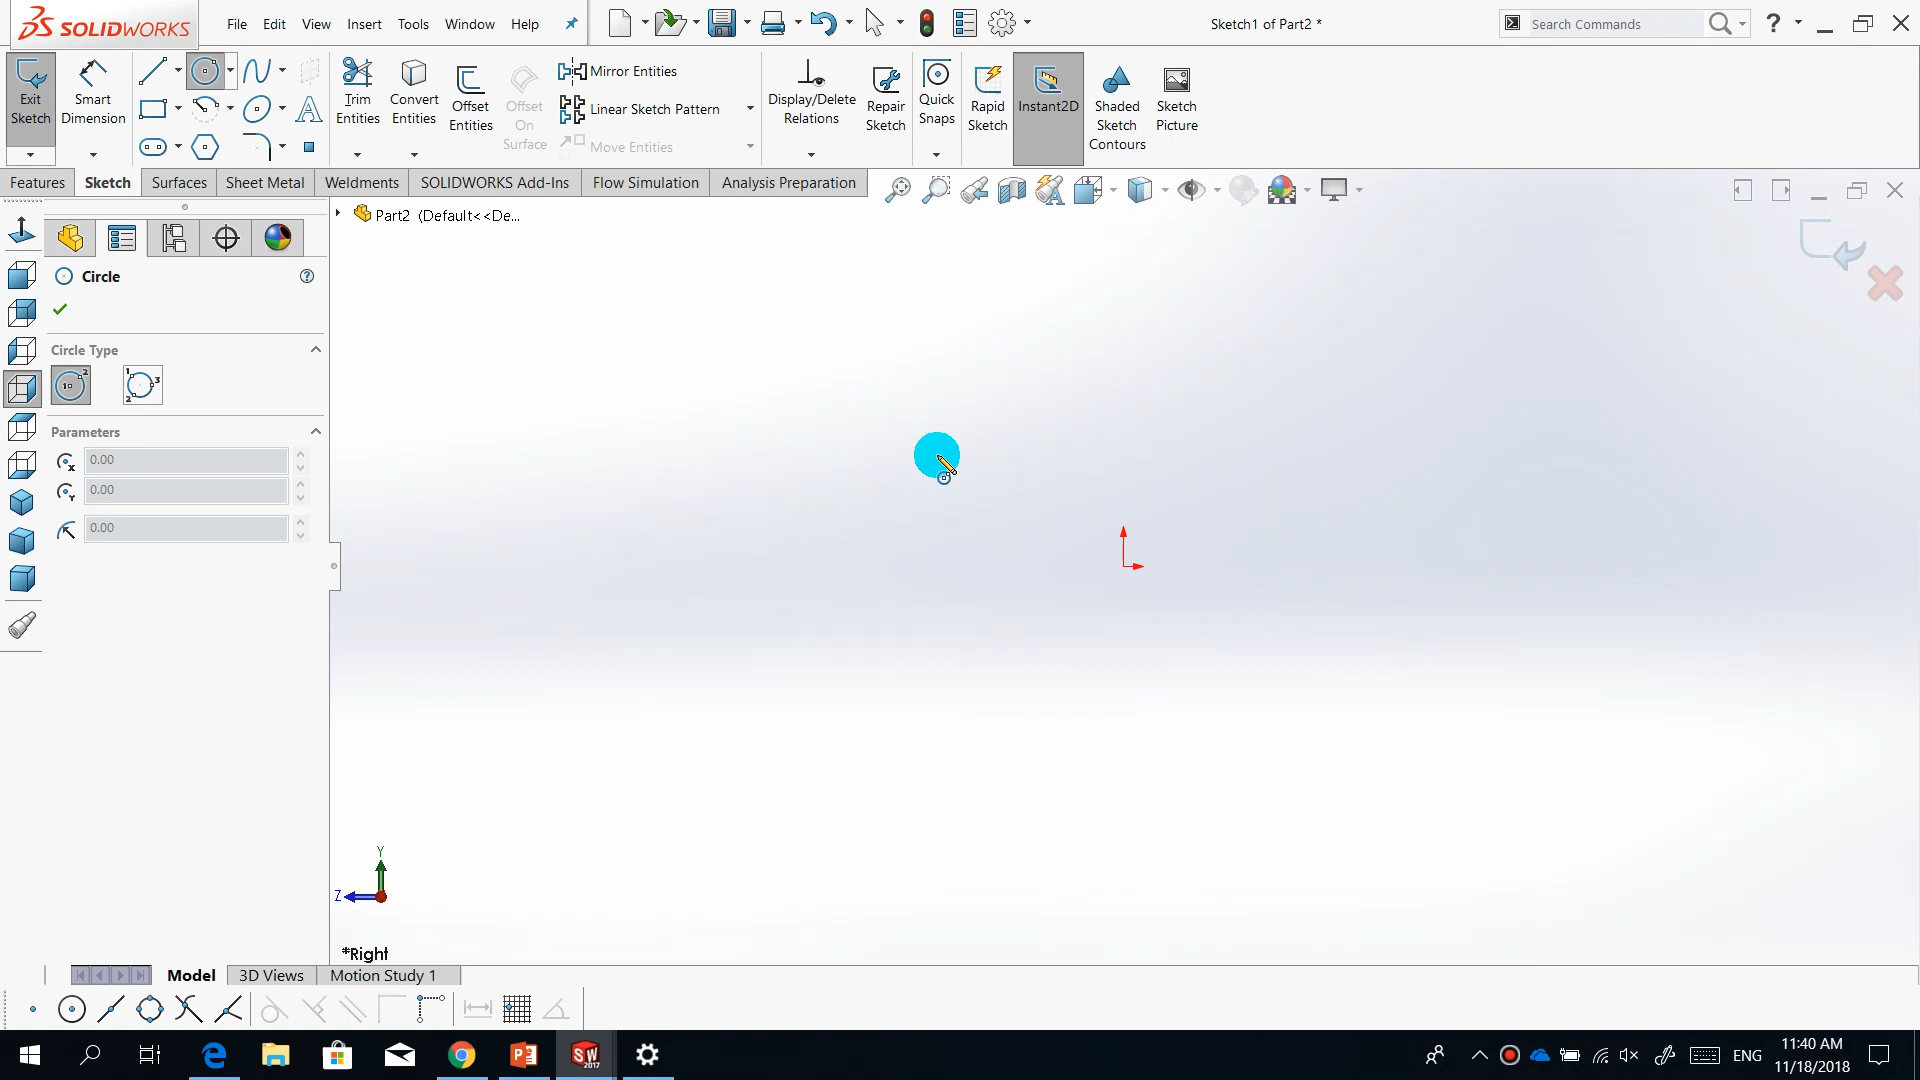 SOLIDWORKS
File Edit View Insert Tools Window Help
Sketch1 of Part2 *
Search Commands
?
Exit Sketch
Smart Dimension
Trim Entities
Convert Entities
Offset Entities
Offset On Surface
Mirror Entities
Linear Sketch Pattern
Move Entities
Display/Delete Relations
Repair Sketch
Quick Snaps
Rapid Sketch
Instant2D
Shaded Sketch Contours
Sketch Picture
Features Sketch Surfaces Sheet Metal Weldments SOLIDWORKS Add-Ins Flow Simulation Analysis Preparation
Part2 (Default<<De...
Circle
?
Circle Type
Parameters
0.00
0.00
0.00
Y
Z
*Right
Model 3D Views Motion Study 1
SW 2017
ENG
11:40 AM
11/18/2018